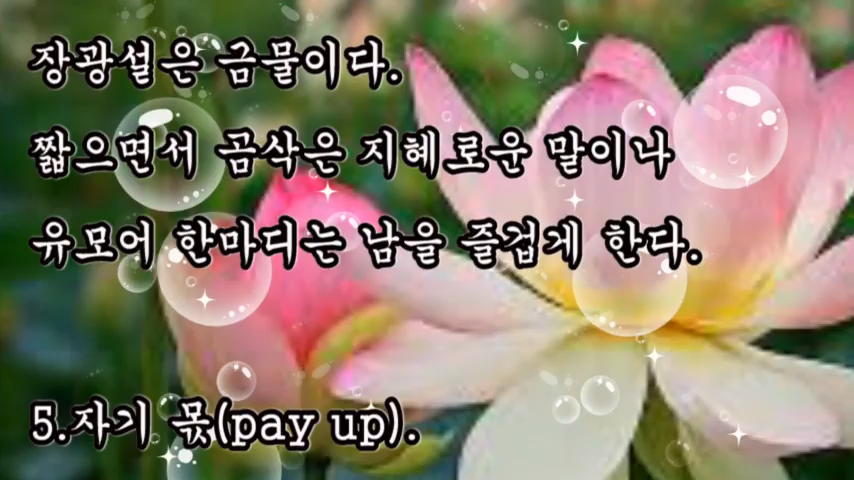 장광설은 금물이다.
짧으면서 곰삭은 지혜로운 말이나
유모어 한마디는 남을 즐겁게 한다.
5.자기 몫(pay up).